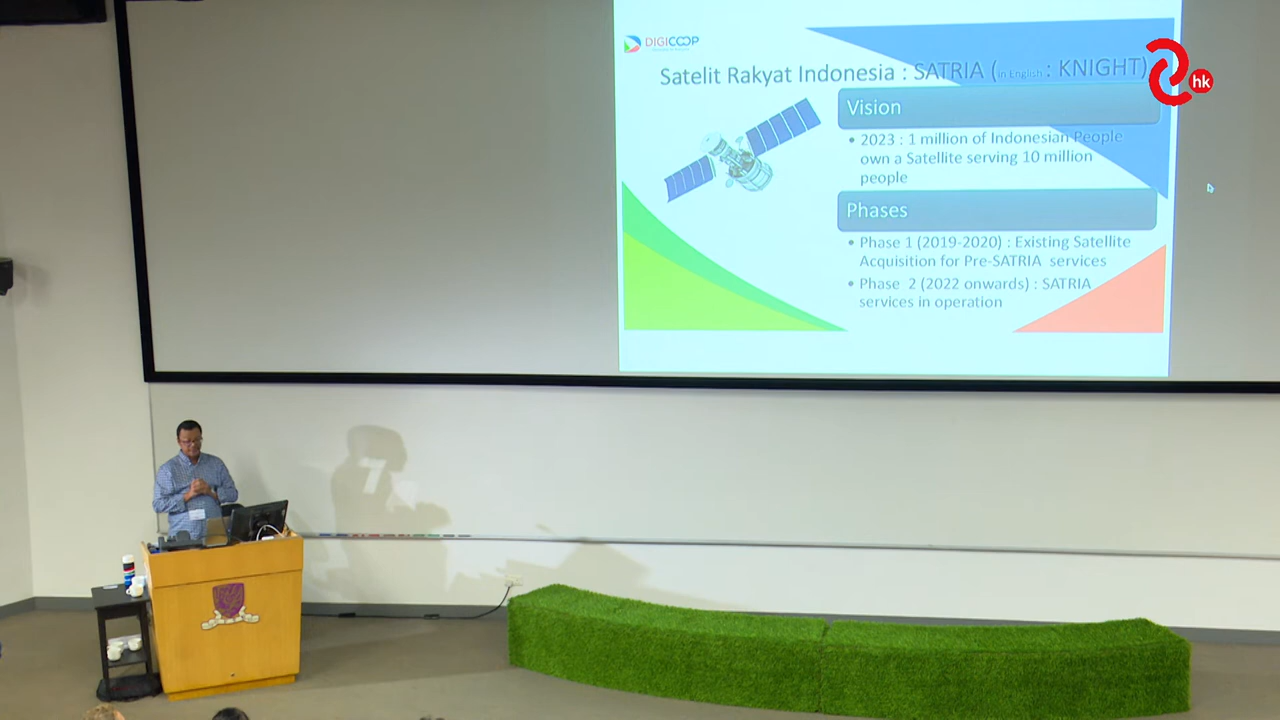 DIGICOOP
hk
Satelit Rakyat Indonesia : SATRIA (in English : KNIGHT)
Vision
• 2023 : 1 million of Indonesian People
own a Satellite serving 10 million
people
Phases
• Phase 1 (2019-2020) : Existing Satellite
Acquisition for Pre-SATRIA services
• Phase 2 (2022 onwards) : SATRIA
services in operation